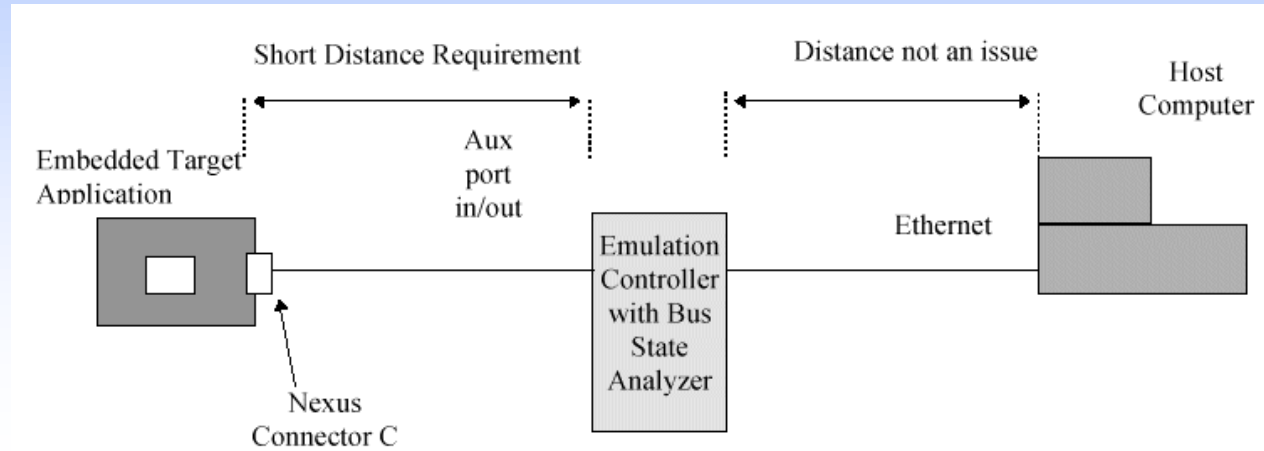 Short Distance Requirement
Distance not an issue
Host
Computer
Embedded Target
Application
Aux
port
in/out
Emulation
Controller
with Bus
State
Analyzer
Ethernet
Nexus
Connector C